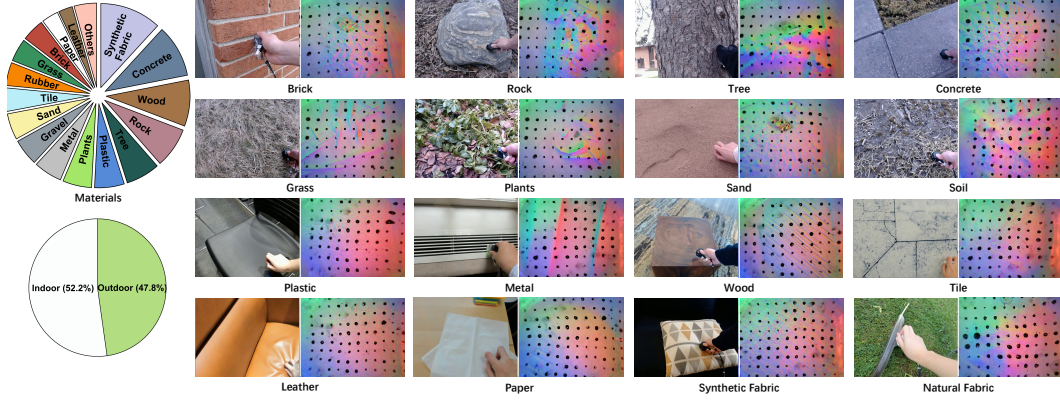 Synthetic
Fabric
Concrete
Wood
Rock
Tree
Plastic
Plants
Metal
Gravel
Sand
Tile
Rubber
Grass
Brick
Paper
Leather
Others
Materials
Indoor (52.2%)
Outdoor (47.8%)
Brick
Rock
Tree
Concrete
Grass
Plants
Sand
Soil
Plastic
Metal
Wood
Tile
Leather
Paper
Synthetic Fabric
Natural Fabric